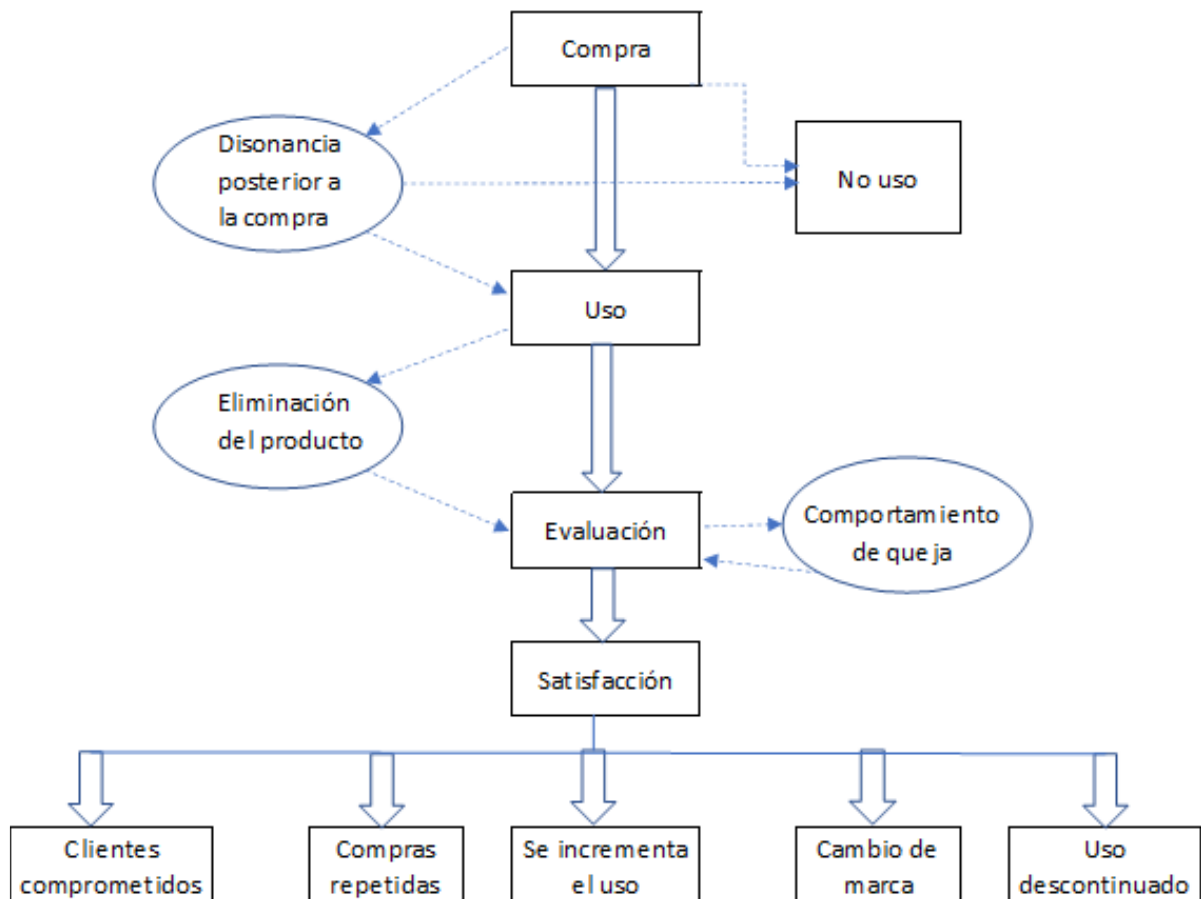 Compra
Disonancia
posterior a
la compra
No uso
Uso
Eliminación
del producto
Evaluación
Comportamiento
de queja
Satisfacción
Clientes
comprometidos
Compras
repetidas
Se incrementa
el uso
Cambio de
marca
Uso
descontinuado